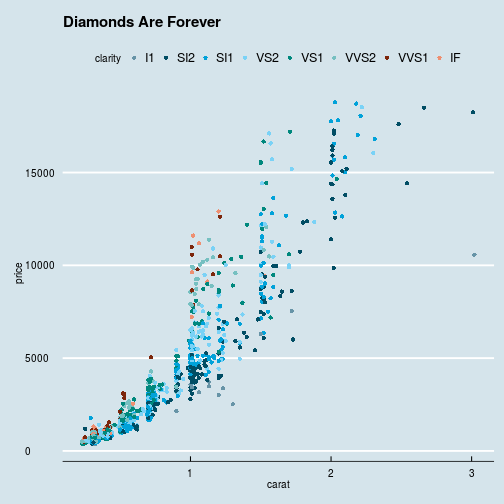 Diamonds Are Forever
clarity I1 SI2 SI1 VS2 VS1 VVS2 VVS1 IF
15000
10000
5000
0
price
1 2 3
carat